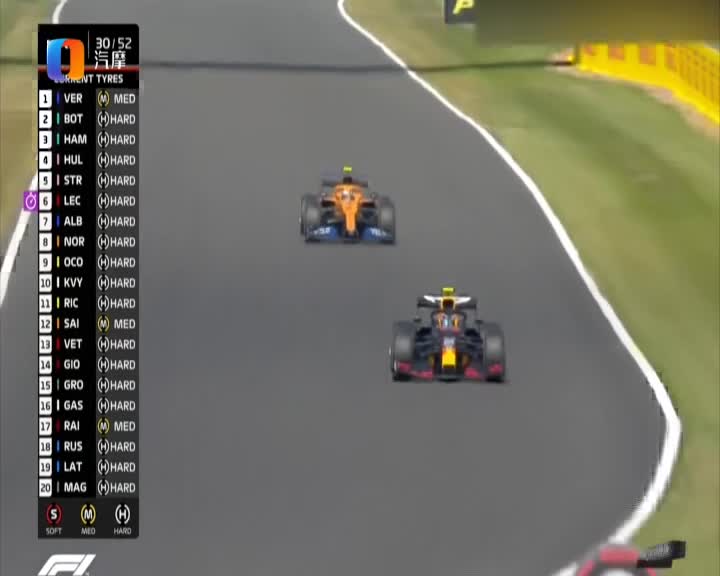 30/52
汽摩
CURRENT TYRES
1 VER M MED
2 BOT H HARD
3 HAM H HARD
4 HUL H HARD
5 STR H HARD
6 LEC H HARD
7 ALB H HARD
8 NOR H HARD
9 OCO H HARD
10 KVY H HARD
11 RIC H HARD
12 SAI M MED
13 VET H HARD
14 GIO H HARD
15 GRO H HARD
16 GAS H HARD
17 RAI M MED
18 RUS H HARD
19 LAT H HARD
20 MAG H HARD
S M H
SOFT MED HARD
F1